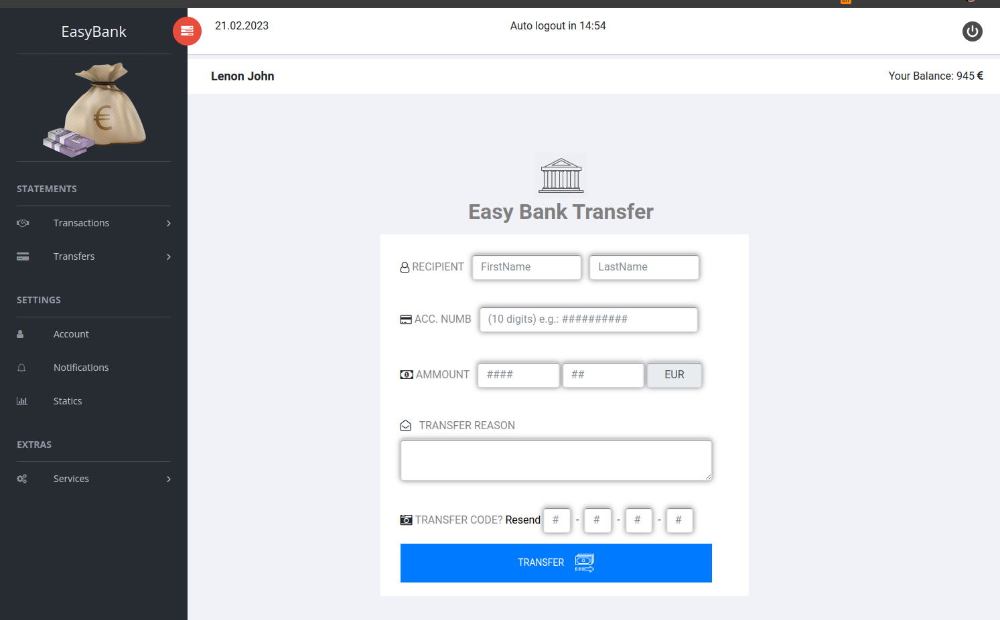 EasyBank
21.02.2023
Auto logout in 14:54
Lenon John
Your Balance: 945 €
€
STATEMENTS
Transactions
Transfers
SETTINGS
Account
Notifications
Statics
EXTRAS
Services
Easy Bank Transfer
RECIPIENT FirstName LastName
ACC. NUMB (10 digits) e.g.: ##########
AMMOUNT #### ## EUR
TRANSFER REASON
TRANSFER CODE? Resend # - # - # - #
TRANSFER